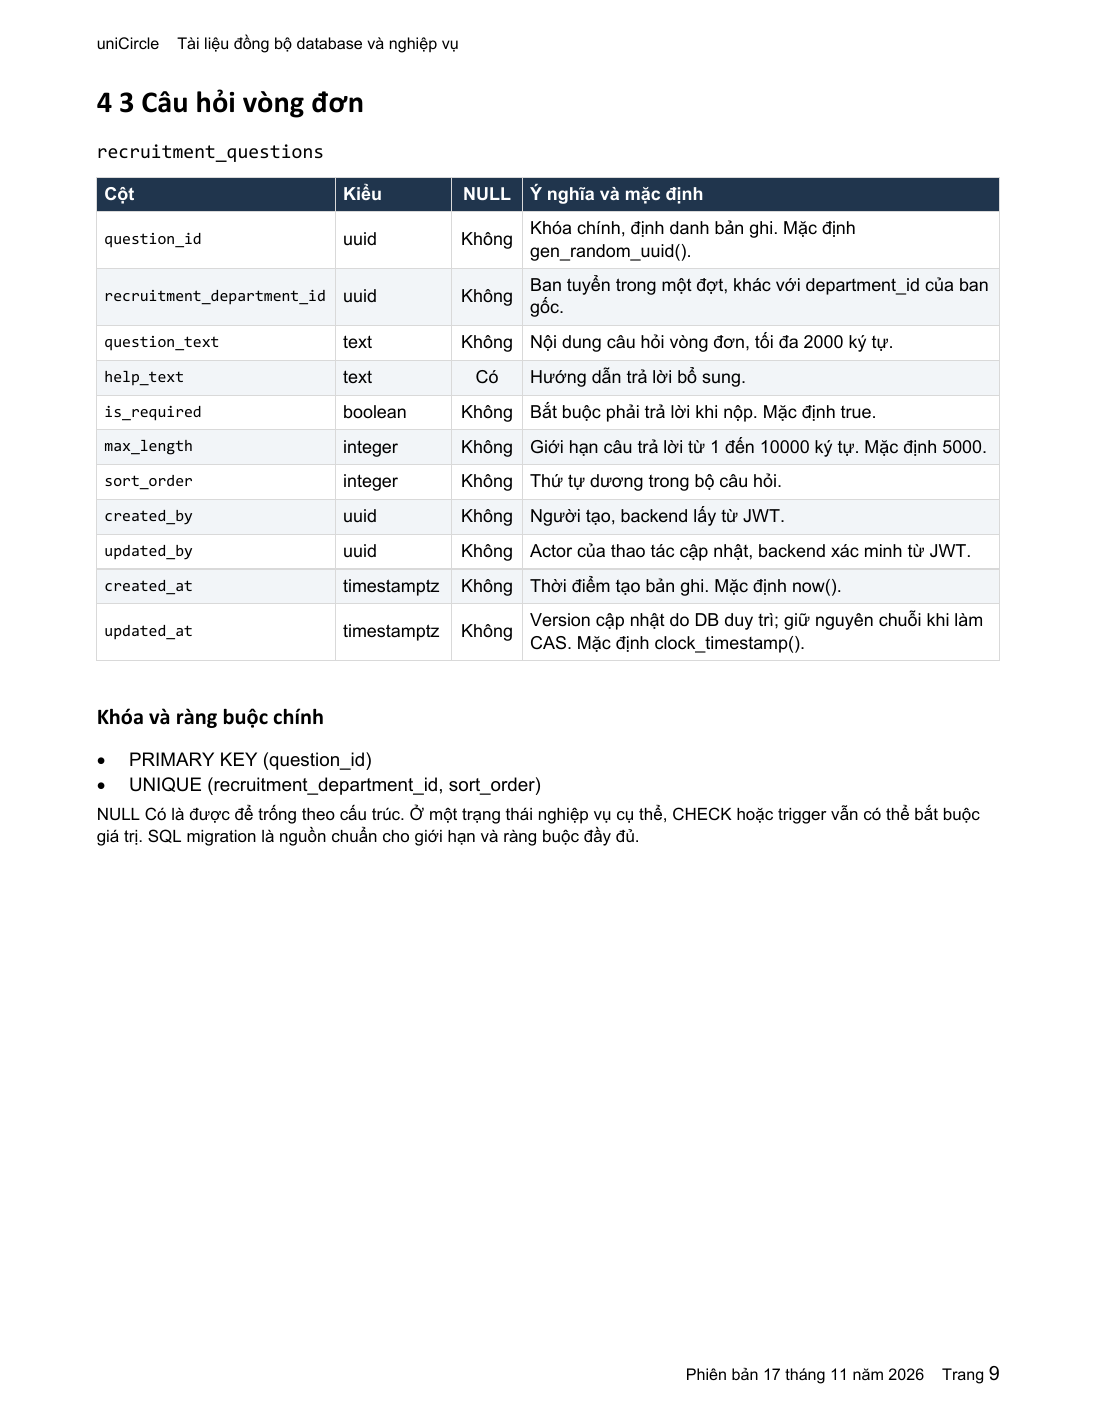 uniCircle Tài liệu đồng bộ database và nghiệp vụ
4 3 Câu hỏi vòng đơn
recruitment_questions
Cột Kiểu NULL Ý nghĩa và mặc định
question_id uuid Không Khóa chính, định danh bản ghi. Mặc định
gen_random_uuid().
recruitment_department_id uuid Không Ban tuyển trong một đợt, khác với department_id của ban
gốc.
question_text text Không Nội dung câu hỏi vòng đơn, tối đa 2000 ký tự.
help_text text Có Hướng dẫn trả lời bổ sung.
is_required boolean Không Bắt buộc phải trả lời khi nộp. Mặc định true.
max_length integer Không Giới hạn câu trả lời từ 1 đến 10000 ký tự. Mặc định 5000.
sort_order integer Không Thứ tự dương trong bộ câu hỏi.
created_by uuid Không Người tạo, backend lấy từ JWT.
updated_by uuid Không Actor của thao tác cập nhật, backend xác minh từ JWT.
created_at timestamptz Không Thời điểm tạo bản ghi. Mặc định now().
updated_at timestamptz Không Version cập nhật do DB duy trì; giữ nguyên chuỗi khi làm
CAS. Mặc định clock_timestamp().
Khóa và ràng buộc chính
• PRIMARY KEY (question_id)
• UNIQUE (recruitment_department_id, sort_order)
NULL Có là được để trống theo cấu trúc. Ở một trạng thái nghiệp vụ cụ thể, CHECK hoặc trigger vẫn có thể bắt buộc
giá trị. SQL migration là nguồn chuẩn cho giới hạn và ràng buộc đầy đủ.
Phiên bản 17 tháng 11 năm 2026 Trang 9